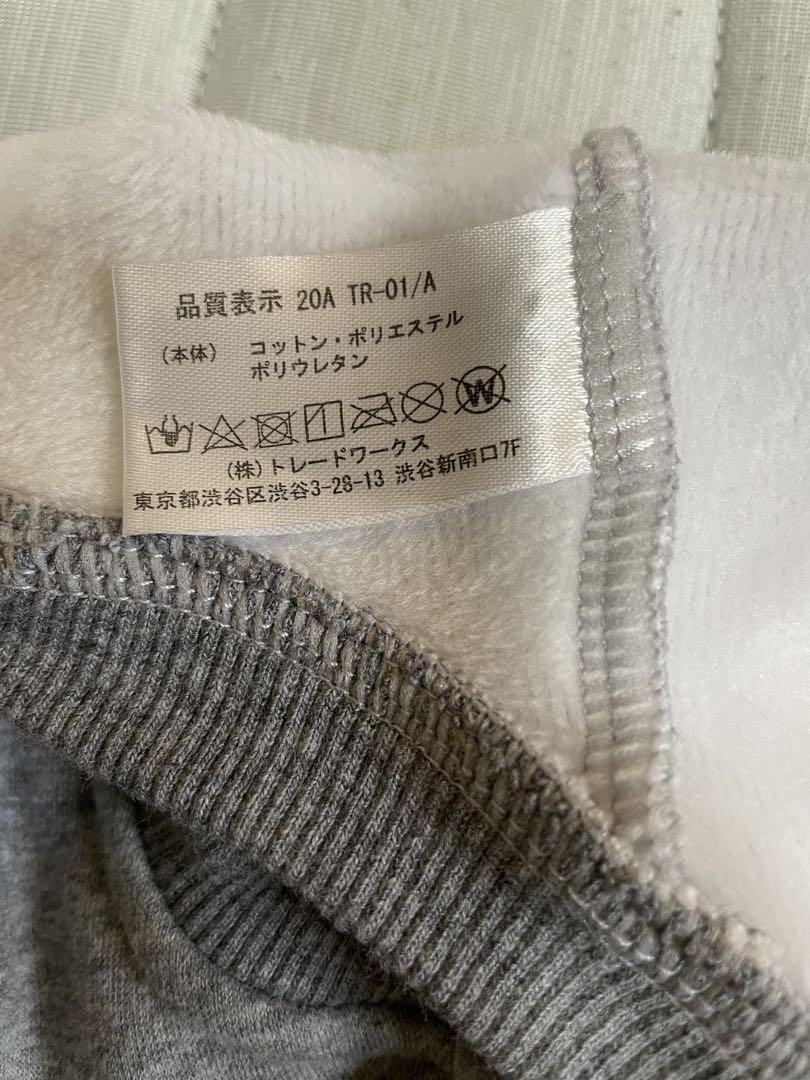 品質表示 20A TR-01/A
(本体) コットン・ポリエステル
ポリウレタン
W
(株)トレードワークス
東京都渋谷区渋谷3-28-13 渋谷新南口7F